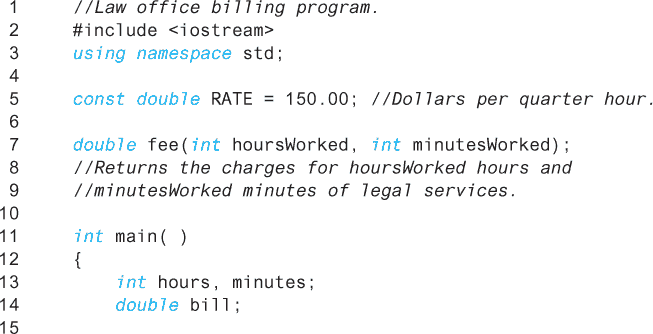 1 //Law office billing program.
2 #include <iostream>
3 using namespace std;
4
5 const double RATE = 150.00; //Dollars per quarter hour.
6
7 double fee(int hoursWorked, int minutesWorked);
8 //Returns the charges for hoursWorked hours and
9 //minutesWorked minutes of legal services.
10
11 int main( )
12 {
13 int hours, minutes;
14 double bill;
15